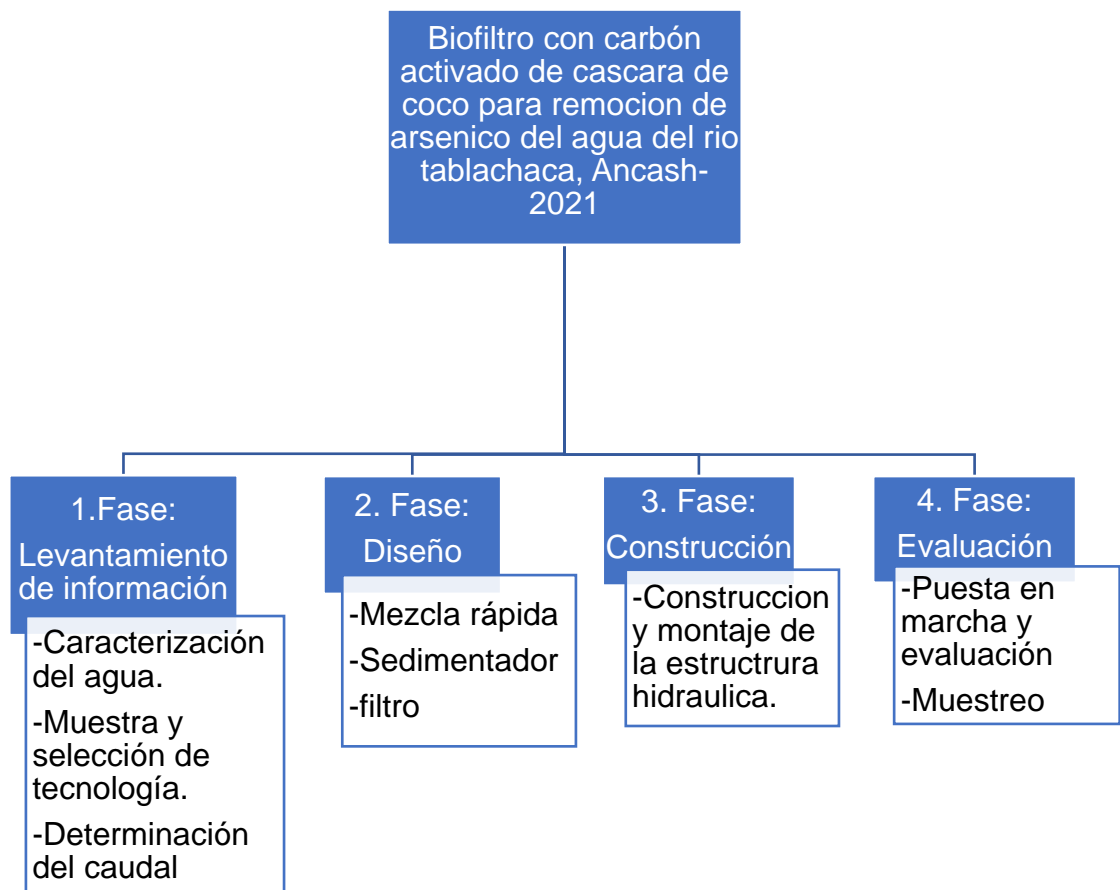 Biofiltro con carbón
activado de cascara de
coco para remocion de
arsenico del agua del rio
tablachaca, Ancash-
2021
1.Fase:
Levantamiento
de información
-Caracterización
del agua.
-Muestra y
selección de
tecnología.
-Determinación
del caudal
2. Fase:
Diseño
-Mezcla rápida
-Sedimentador
-filtro
3. Fase:
Construcción
-Construccion
y montaje de
la estructrura
hidraulica.
4. Fase:
Evaluación
-Puesta en
marcha y
evaluación
-Muestreo